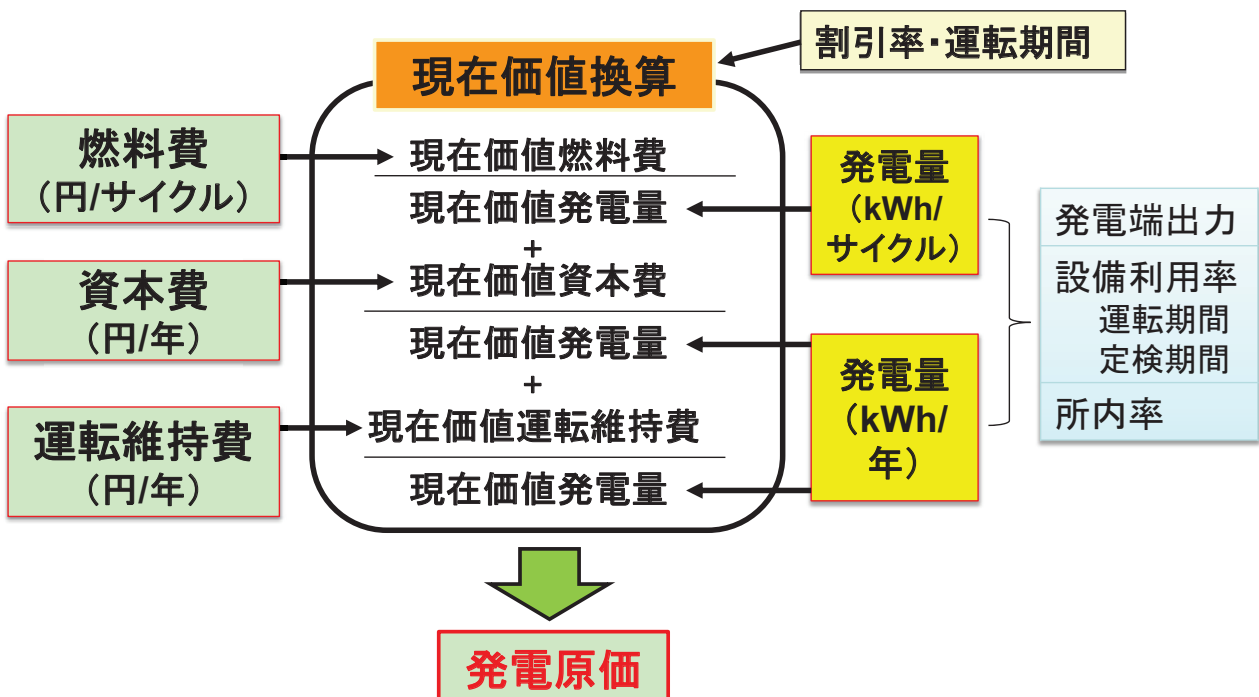 割引率・運転期間
現在価値換算
燃料費
（円/サイクル）
資本費
（円/年）
運転維持費
（円/年）
現在価値燃料費
現在価値発電量
+
現在価値資本費
現在価値発電量
+
現在価値運転維持費
現在価値発電量
発電量
（kWh/
サイクル）
発電量
（kWh/
年）
発電端出力
設備利用率
運転期間
定検期間
所内率
発電原価